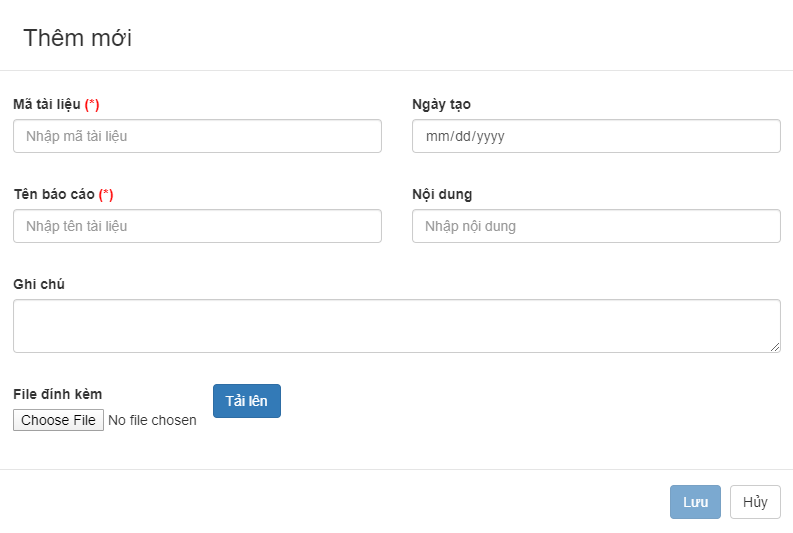 Thêm mới
Mã tài liệu (*)
Ngày tạo
Nhập mã tài liệu
mm/dd/yyyy
Tên báo cáo (*)
Nội dung
Nhập tên tài liệu
Nhập nội dung
Ghi chú
File đính kèm
Tải lên
Choose File No file chosen
Lưu
Hủy